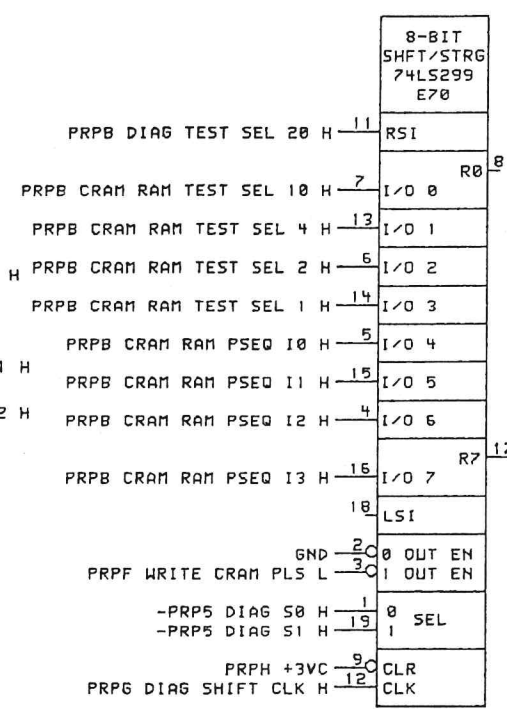 8-BIT
SHFT/STRG
74LS299
E70
PRPB DIAG TEST SEL 20 H 11 RSI
R0 8
PRPB CRAM RAM TEST SEL 10 H 7 I/O 0
PRPB CRAM RAM TEST SEL 4 H 13 I/O 1
H PRPB CRAM RAM TEST SEL 2 H 6 I/O 2
PRPB CRAM RAM TEST SEL 1 H 14 I/O 3
PRPB CRAM RAM PSEQ I0 H 5 I/O 4
H
PRPB CRAM RAM PSEQ I1 H 15 I/O 5
2 H PRPB CRAM RAM PSEQ I2 H 4 I/O 6
R7
PRPB CRAM RAM PSEQ I3 H 16 I/O 7
18 LSI
GND 2 0 OUT EN
PRPF WRITE CRAM PLS L 3 1 OUT EN
-PRP5 DIAG S0 H 1 0 SEL
-PRP5 DIAG S1 H 19 1
PRPH +3VC 9 CLR
PRPG DIAG SHIFT CLK H 12 CLK